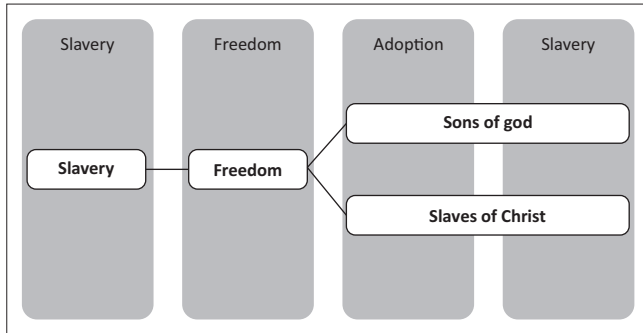 Slavery
Freedom
Adoption
Slavery
Sons of god
Slavery
Freedom
Slaves of Christ